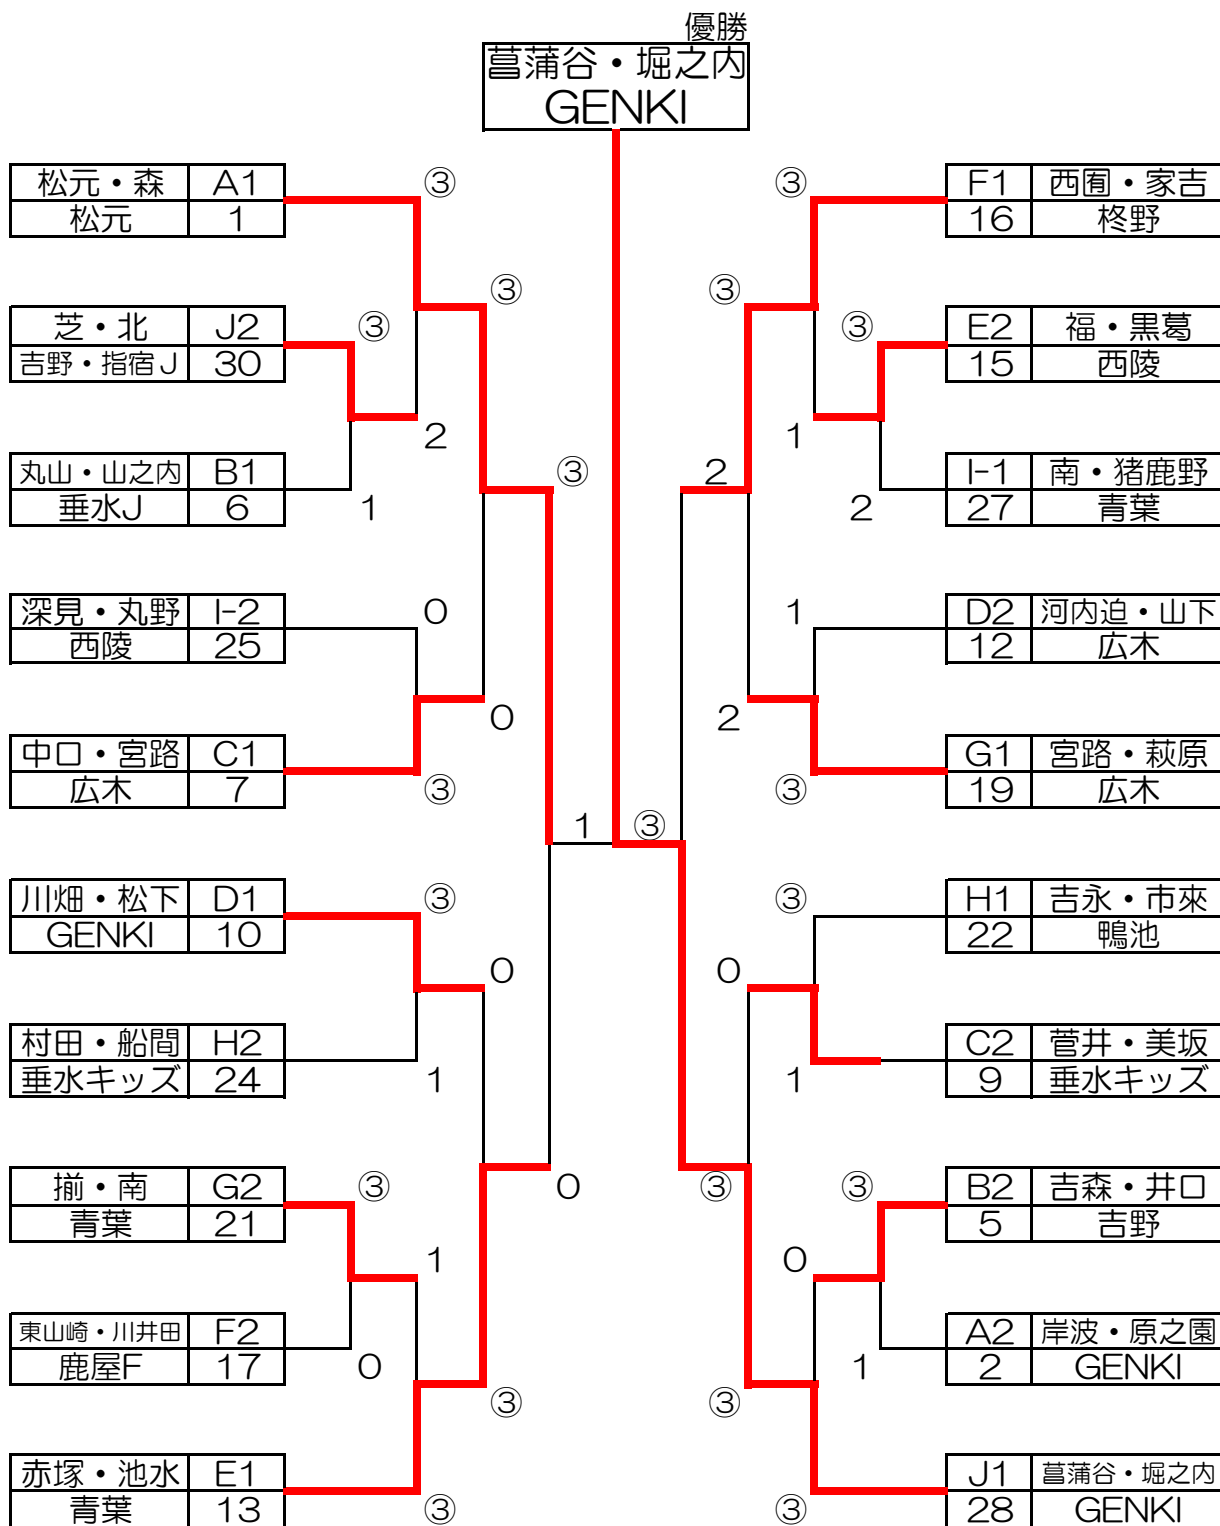 優勝
菖蒲谷・堀之内
GENKI
松元・森 A1
松元 1
③
芝・北 J2
吉野・指宿J 30
③
③
丸山・山之内 B1
垂水J 6
2
1
③
深見・丸野 I-2
西陵 25
0
中口・宮路 C1
広木 7
0
③
川畑・松下 D1
GENKI 10
③
0
村田・船間 H2
垂水キッズ 24
1
揃・南 G2
青葉 21
③
0
1
東山崎・川井田 F2
鹿屋F 17
0
③
赤塚・池水 E1
青葉 13
③
1 ③
③
F1 西囿・家吉
16 柊野
③
③
E2 福・黒葛
15 西陵
2
1
I-1 南・猪鹿野
27 青葉
2
1
D2 河内迫・山下
12 広木
2
G1 宮路・萩原
19 広木
③
③
H1 吉永・市來
22 鴨池
0
C2 菅井・美坂
9 垂水キッズ
1
③
③
B2 吉森・井口
5 吉野
0
A2 岸波・原之園
2 GENKI
1
③
J1 菖蒲谷・堀之内
28 GENKI
③